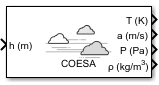 T (K)
a (m/s)
h (m)
P (Pa)
COESA
ρ (kg/m³)